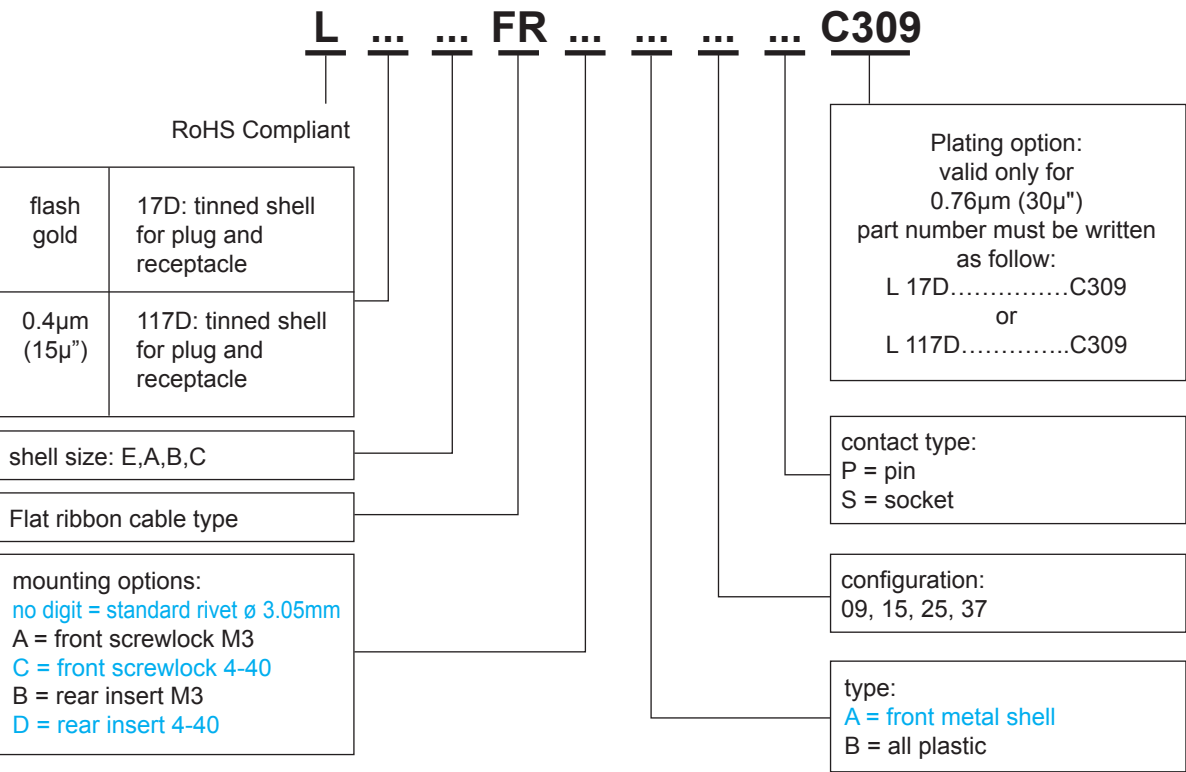 L ... ... FR ... ... ... ... C309
RoHS Compliant
flash
gold
17D: tinned shell
for plug and
receptacle
0.4µm
(15µ”)
117D: tinned shell
for plug and
receptacle
shell size: E,A,B,C
Flat ribbon cable type
mounting options:
no digit = standard rivet ø 3.05mm
A = front screwlock M3
C = front screwlock 4-40
B = rear insert M3
D = rear insert 4-40
Plating option:
valid only for
0.76µm (30µ")
part number must be written
as follow:
L 17D……………C309
or
L 117D…………..C309
contact type:
P = pin
S = socket
configuration:
09, 15, 25, 37
type:
A = front metal shell
B = all plastic